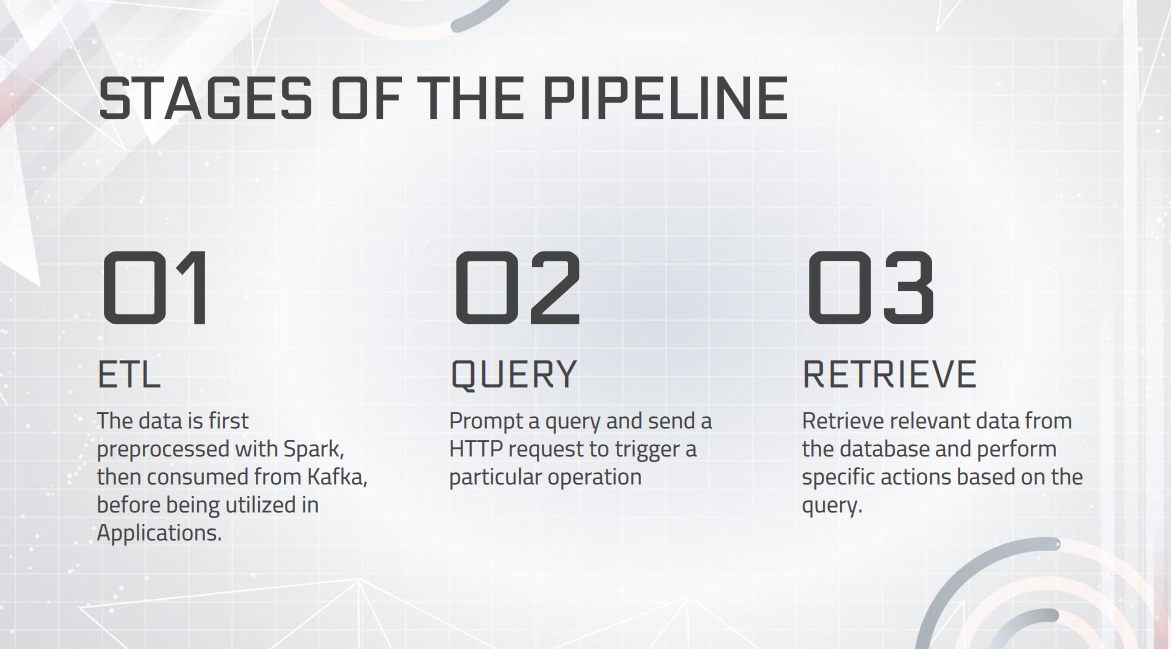 STAGES OF THE PIPELINE
01
ETL
The data is first
preprocessed with Spark,
then consumed from Kafka,
before being utilized in
Applications.
02
QUERY
Prompt a query and send a
HTTP request to trigger a
particular operation
03
RETRIEVE
Retrieve relevant data from
the database and perform
specific actions based on the
query.